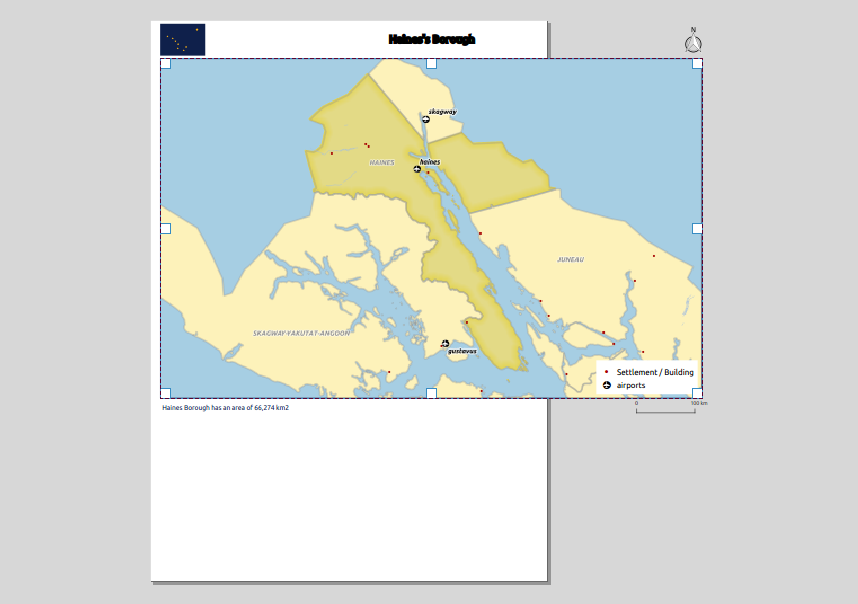 Haines's Borough
N
skagway
HAINES
haines
JUNEAU
SKAGWAY-YAKUTAT-ANGOON
gustavus
Settlement / Building
airports
0 100 km
Haines Borough has an area of 66,274 km2